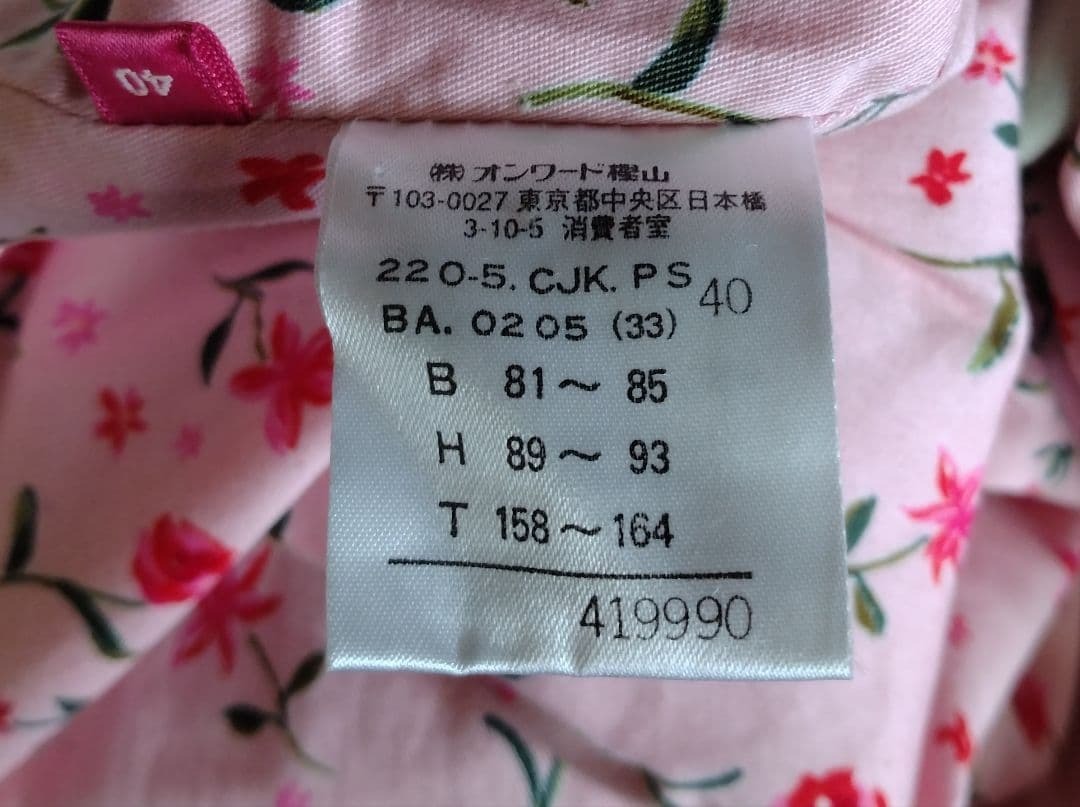 40
㈱オンワード樫山
〒103-0027 東京都中央区日本橋
3-10-5 消費者室
220-5. CJK. PS 40
BA. 0205 (33)
B 81～ 85
H 89～ 93
T 158～164
419990